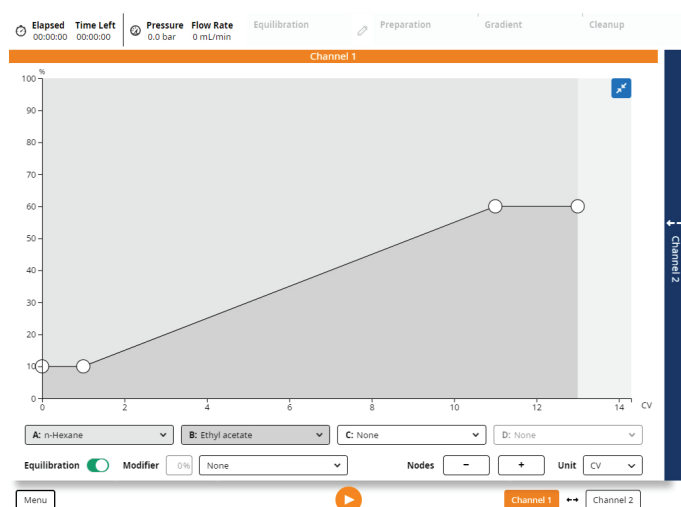 Elapsed Time Left Pressure Flow Rate Equilibration Preparation Gradient Cleanup
00:00:00 00:00:00 0.0 bar 0 mL/min
Channel 1
%
100
90
80
70
60
50
40
30
20
10
0
0 2 4 6 8 10 12 14 CV
Channel 2
A: n-Hexane B: Ethyl acetate C: None D: None
Equilibration Modifier 0% None Nodes - + Unit CV
Menu Channel 1 Channel 2